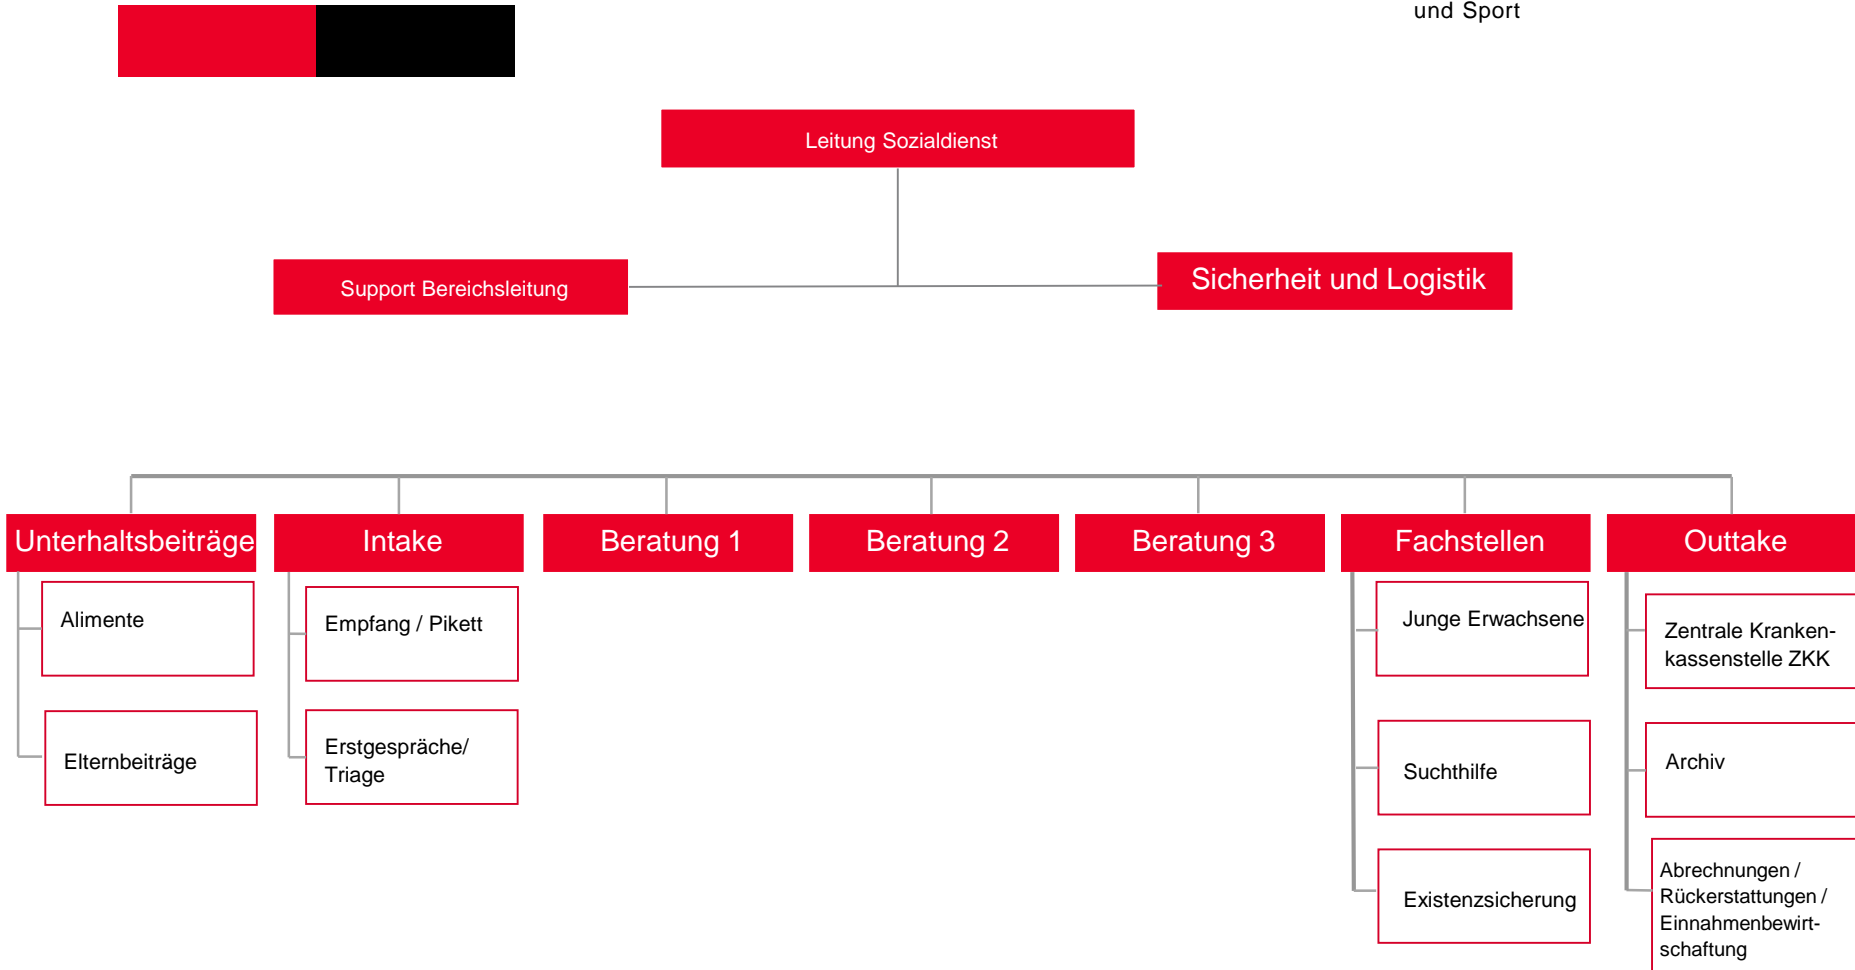 und Sport
Leitung Sozialdienst
Support Bereichsleitung
Sicherheit und Logistik
Unterhaltsbeiträge
Intake
Beratung 1
Beratung 2
Beratung 3
Fachstellen
Outtake
Alimente
Elternbeiträge
Empfang / Pikett
Erstgespräche/
Triage
Junge Erwachsene
Suchthilfe
Existenzsicherung
Zentrale Kranken-
kassenstelle ZKK
Archiv
Abrechnungen /
Rückerstattungen /
Einnahmenbewirt-
schaftung